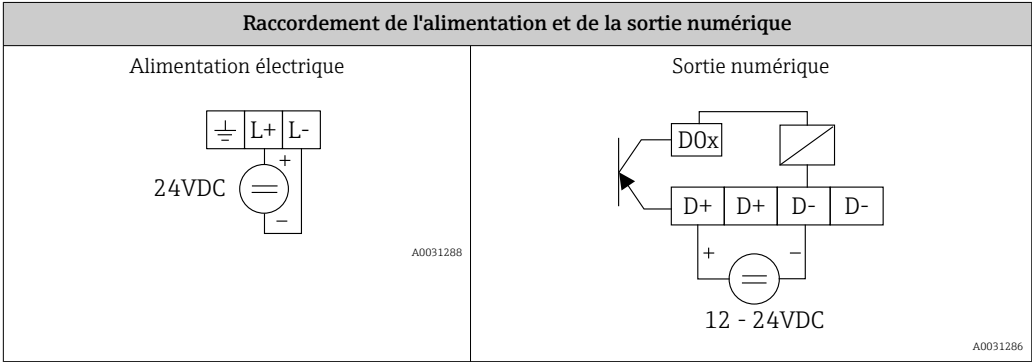 Raccordement de l'alimentation et de la sortie numérique
Alimentation électrique
L+ L-
+
24VDC
−
A0031288
Sortie numérique
DOx
D+ D+ D- D-
+ −
12 - 24VDC
A0031286